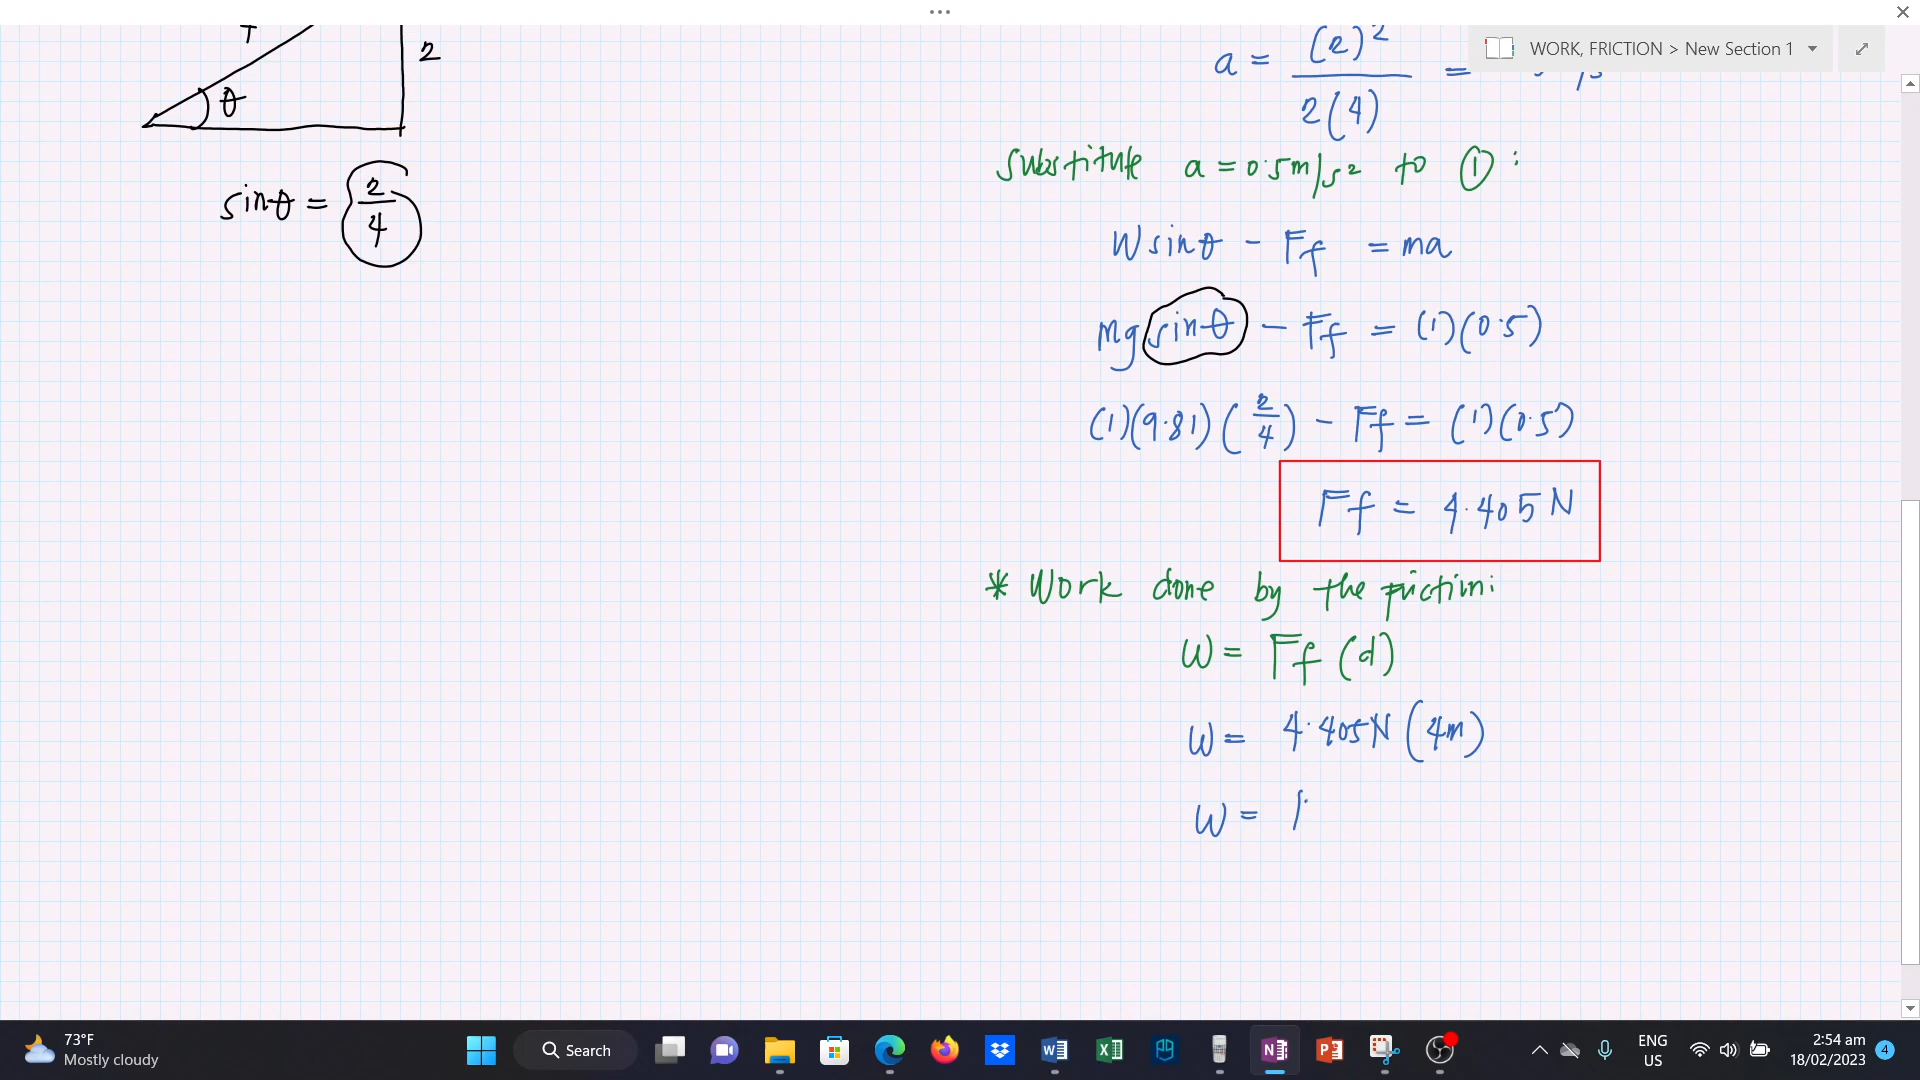 WORK, FRICTION > New Section 1
2
θ
sinθ = 2/4
a = (2)² / 2(4) =
Substitute a = 0.5m/s² to ① :
Wsinθ - Ff = ma
mg sinθ - Ff = (1)(0.5)
(1)(9.81)(2/4) - Ff = (1)(0.5)
Ff = 4.405 N
* Work done by the friction:
W = Ff (d)
W = 4.405N (4m)
W = 1
73°F
Mostly cloudy
Search
ENG
US
2:54 am
18/02/2023
4